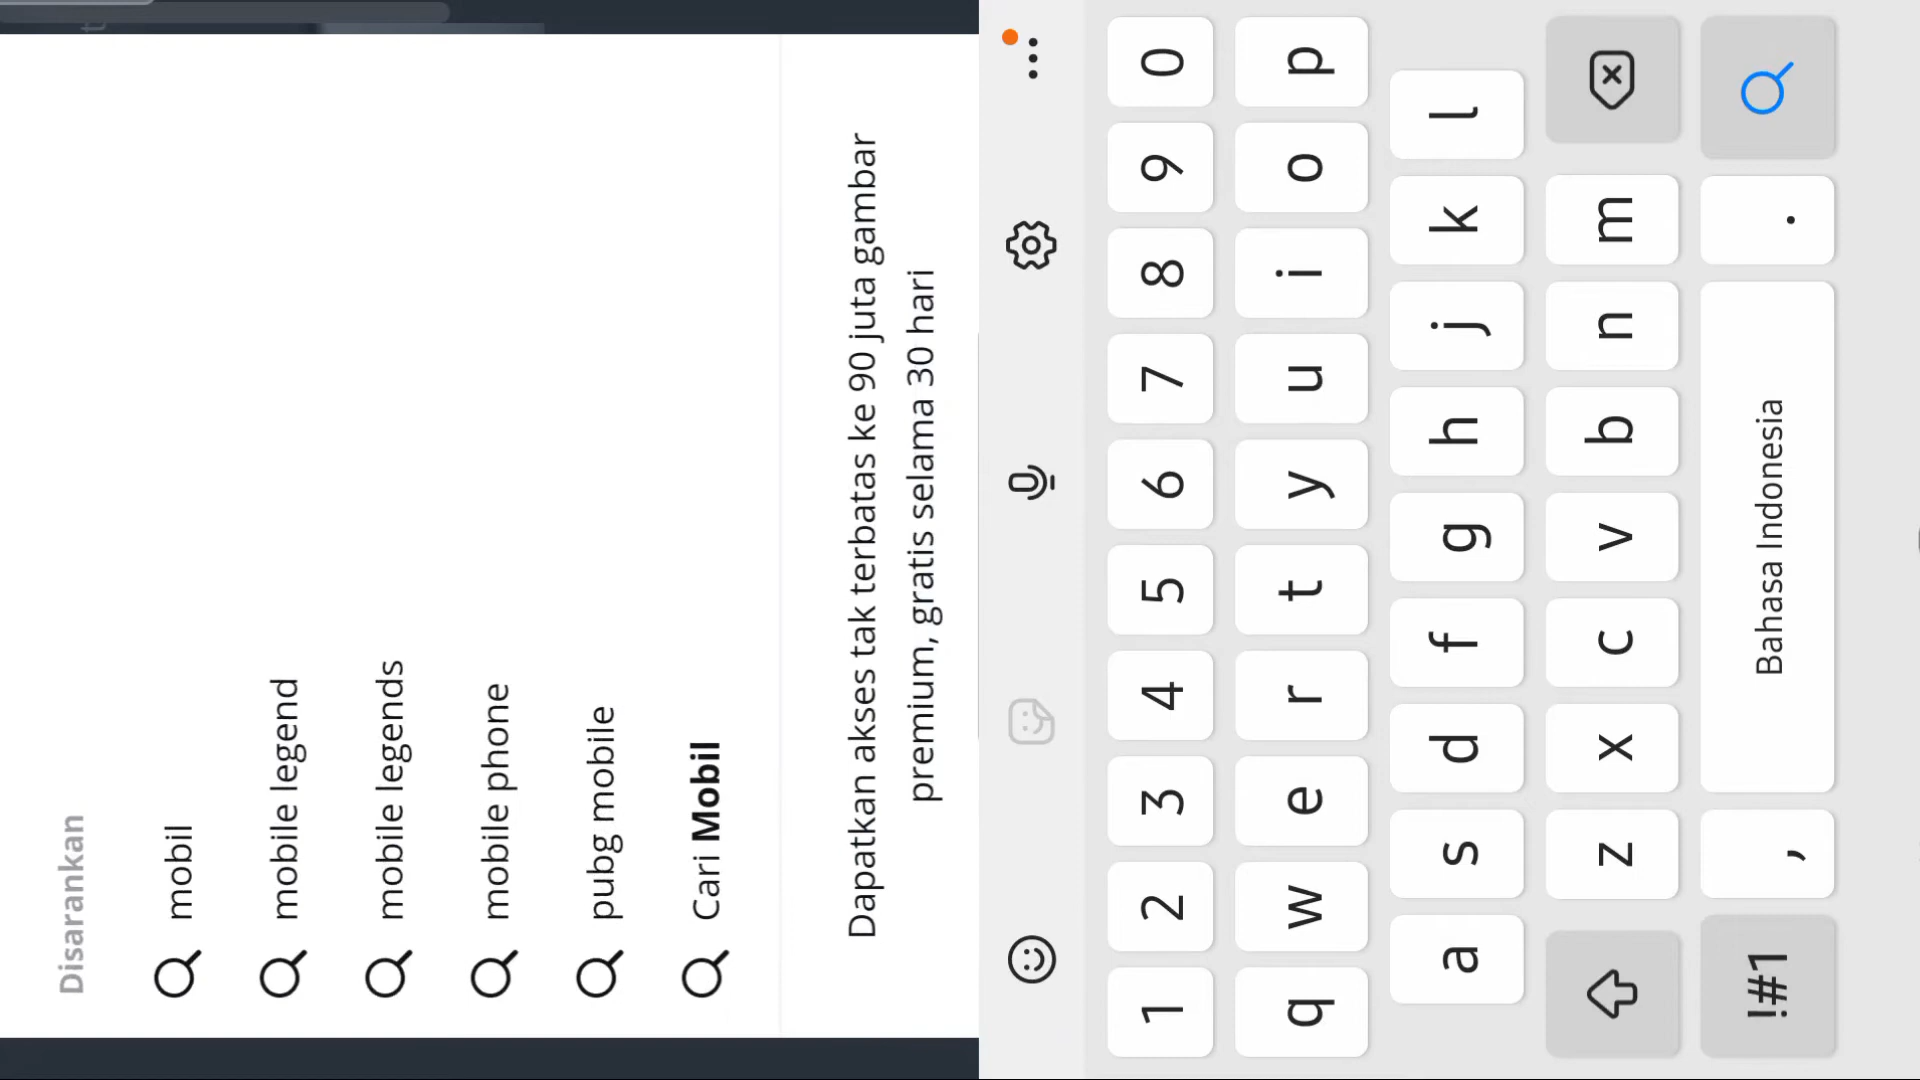 Disarankan
mobil
mobile legend
mobile legends
mobile phone
pubg mobile
Cari Mobil
Dapatkan akses tak terbatas ke 90 juta gambar
premium, gratis selama 30 hari
1 2 3 4 5 6 7 8 9 0
q w e r t y u i o p
a s d f g h j k l
z x c v b n m
!#1 , Bahasa Indonesia .